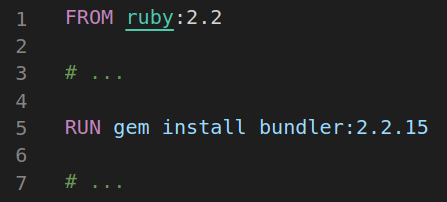 1 FROM ruby:2.2
2
3 # ...
4
5 RUN gem install bundler:2.2.15
6
7 # ...